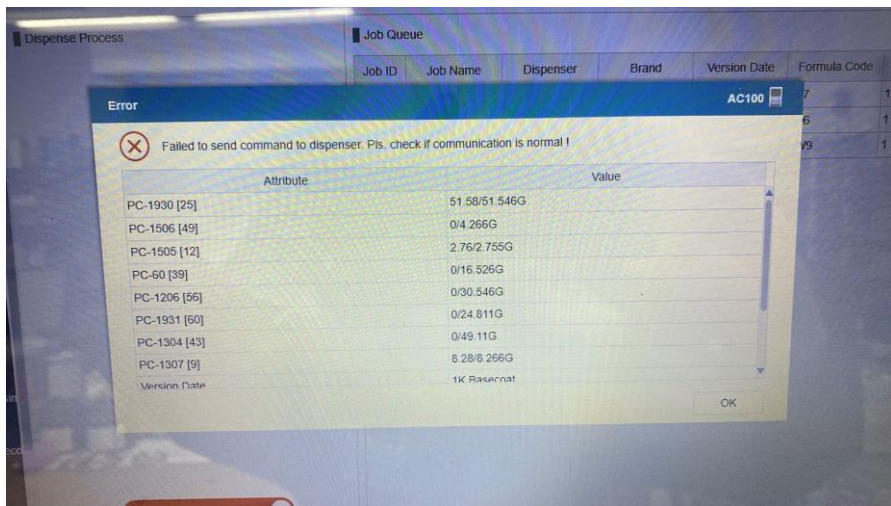 Dispense Process
Job Queue
Job ID Job Name Dispenser Brand Version Date Formula Code
Error AC100
Failed to send command to dispenser. Pls. check if communication is normal !
Attribute Value
PC-1930 [25] 51.58/51.546G
PC-1506 [49] 0/4.266G
PC-1505 [12] 2.76/2.755G
PC-60 [39] 0/16.526G
PC-1206 [56] 0/30.546G
PC-1931 [60] 0/24.811G
PC-1304 [43] 0/49.11G
PC-1307 [9] 8.28/8.266G
Version Date 1K Basecoat
OK